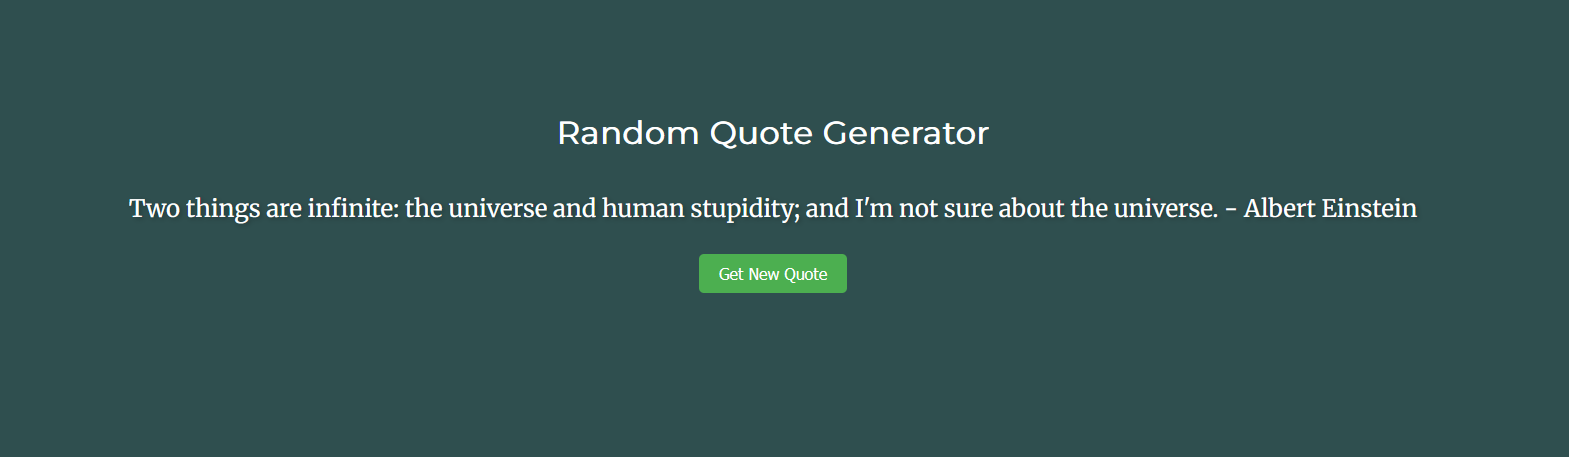 Random Quote Generator
Two things are infinite: the universe and human stupidity; and I'm not sure about the universe. - Albert Einstein
Get New Quote